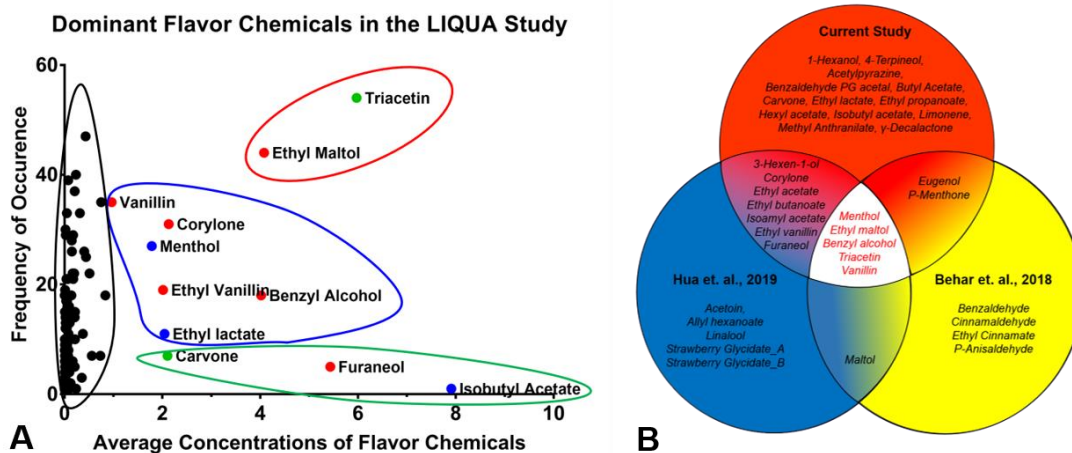 Dominant Flavor Chemicals in the LIQUA Study
Frequency of Occurence
60
40
20
0
Triacetin
Ethyl Maltol
Vanillin
Corylone
Menthol
Ethyl Vanillin
Benzyl Alcohol
Ethyl lactate
Carvone
Furaneol
Isobutyl Acetate
0 2 4 6 8 10
Average Concentrations of Flavor Chemicals
A
Current Study
1-Hexanol, 4-Terpineol,
Acetylpyrazine,
Benzaldehyde PG acetal, Butyl Acetate,
Carvone, Ethyl lactate, Ethyl propanoate,
Hexyl acetate, Isobutyl acetate, Limonene,
Methyl Anthranilate, γ-Decalactone
3-Hexen-1-ol
Corylone
Ethyl acetate
Ethyl butanoate
Isoamyl acetate
Ethyl vanillin
Furaneol
Eugenol
P-Menthone
Menthol
Ethyl maltol
Benzyl alcohol
Triacetin
Vanillin
Hua et. al., 2019
Acetoin,
Allyl hexanoate
Linalool
Strawberry Glycidate_A
Strawberry Glycidate_B
Maltol
Behar et. al., 2018
Benzaldehyde
Cinnamaldehyde
Ethyl Cinnamate
P-Anisaldehyde
B